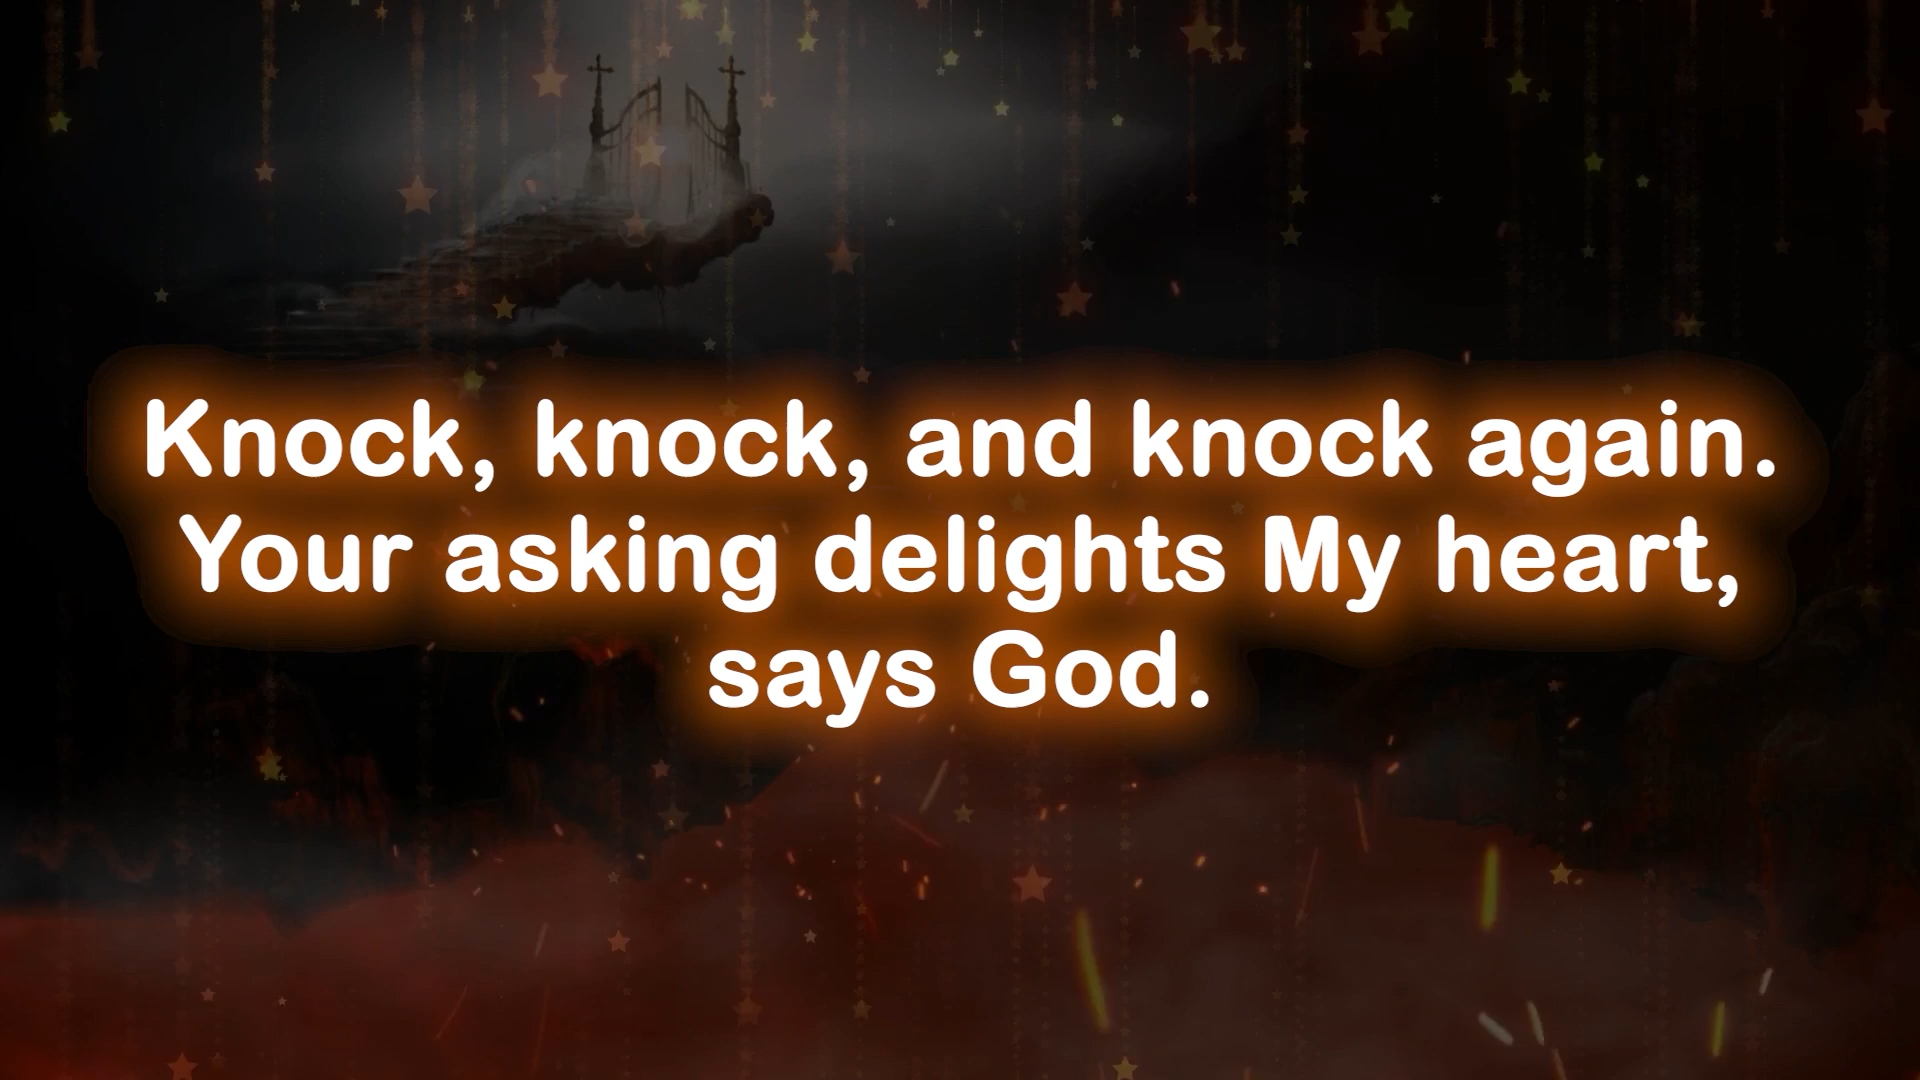 Knock, knock, and knock again.
Your asking delights My heart,
says God.